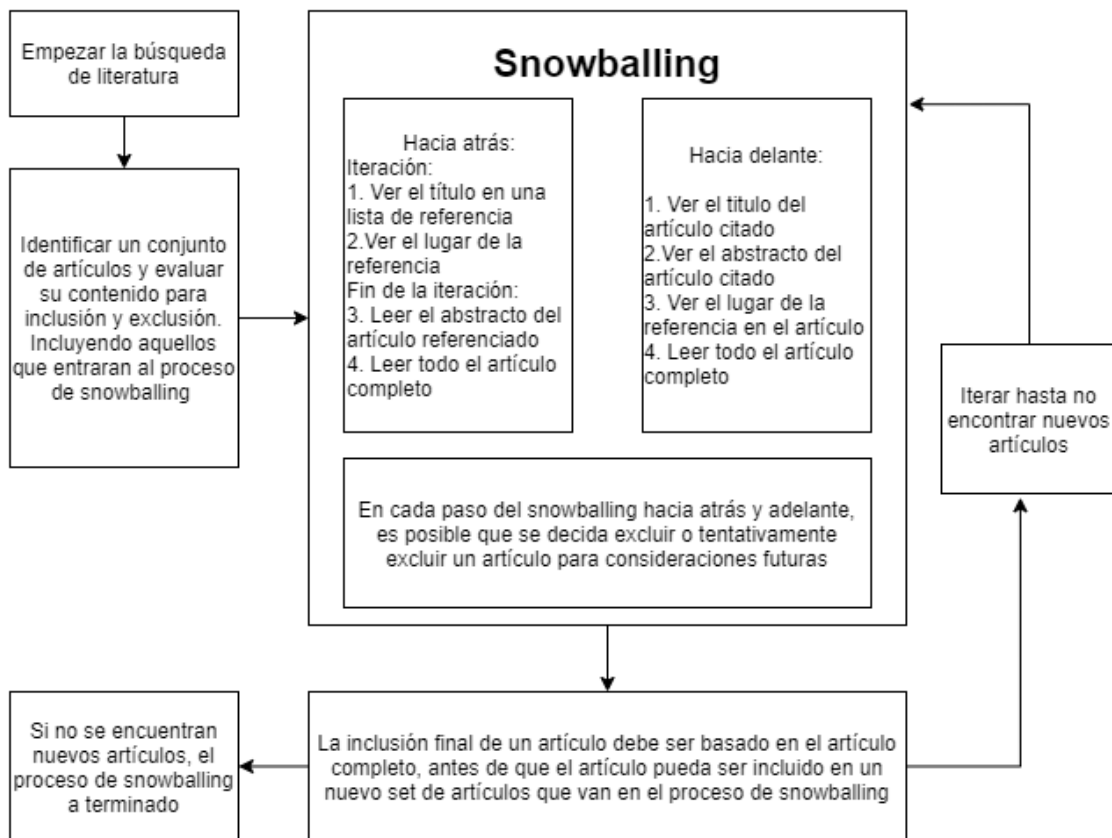 Empezar la búsqueda
de literatura
Identificar un conjunto
de artículos y evaluar
su contenido para
inclusión y exclusión.
Incluyendo aquellos
que entraran al proceso
de snowballing
Snowballing
Hacia atrás:
Iteración:
1. Ver el título en una
lista de referencia
2.Ver el lugar de la
referencia
Fin de la iteración:
3. Leer el abstracto del
artículo referenciado
4. Leer todo el artículo
completo
Hacia delante:
1. Ver el titulo del
artículo citado
2.Ver el abstracto del
artículo citado
3. Ver el lugar de la
referencia en el artículo
4. Leer todo el artículo
completo
En cada paso del snowballing hacia atrás y adelante,
es posible que se decida excluir o tentativamente
excluir un artículo para consideraciones futuras
Iterar hasta no
encontrar nuevos
artículos
La inclusión final de un artículo debe ser basado en el artículo
completo, antes de que el artículo pueda ser incluido en un
nuevo set de artículos que van en el proceso de snowballing
Si no se encuentran
nuevos artículos, el
proceso de snowballing
a terminado